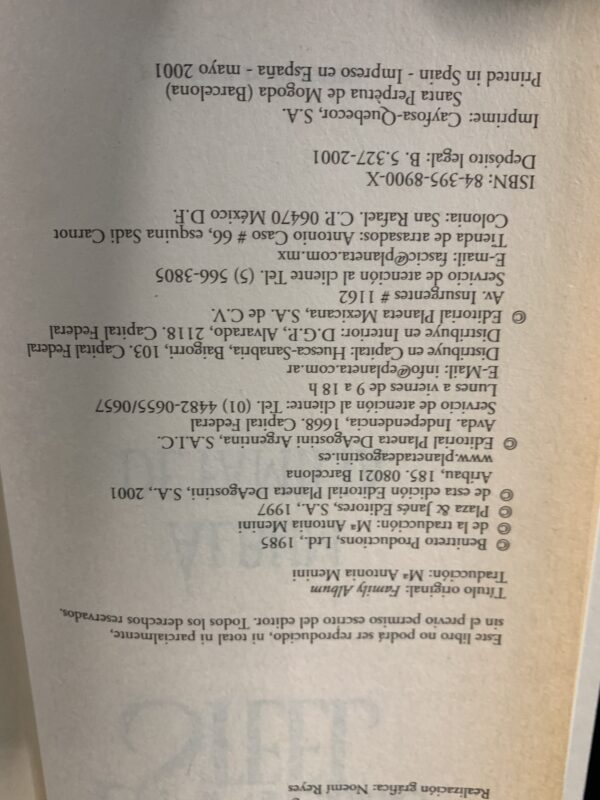 Realización gráfica: Noemí Reyes
STEEL
Este libro no podrá ser reproducido, ni total ni parcialmente,
sin el previo permiso escrito del editor. Todos los derechos reservados.
Título original: Family Album
Traducción: Mª Antonia Menini
© Benitreto Productions, Ltd., 1985
© de la traducción: Mª Antonia Menini
© Plaza & Janés Editores, S.A., 1997
© de esta edición Editorial Planeta DeAgostini, S.A., 2001
Aribau, 185. 08021 Barcelona
www.planetadeagostini.es
© Editorial Planeta DeAgostini Argentina, S.A.I.C.
Avda. Independencia, 1668. Capital Federal
Servicio de atención al cliente: Tel. (01) 4482-0655/0657
Lunes a viernes de 9 a 18 h
E-Mail: info@eplaneta.com.ar
Distribuye en Capital: Huesca-Sanabria, Baigorri, 103. Capital Federal
Distribuye en Interior: D.G.P., Alvarado, 2118. Capital Federal
© Editorial Planeta Mexicana, S.A. de C.V.
Av. Insurgentes # 1162
Servicio de atención al cliente Tel. (5) 566-3805
E-mail: fascic@planeta.com.mx
Tienda de atrasados: Antonio Caso # 66, esquina Sadi Carnot
Colonia: San Rafael. C.P. 06470 México D.F.
ISBN: 84-395-8900-X
Depósito legal: B. 5.327-2001
Imprime: Cayfosa-Quebecor, S.A.
Santa Perpètua de Mogoda (Barcelona)
Printed in Spain - Impreso en España - mayo 2001